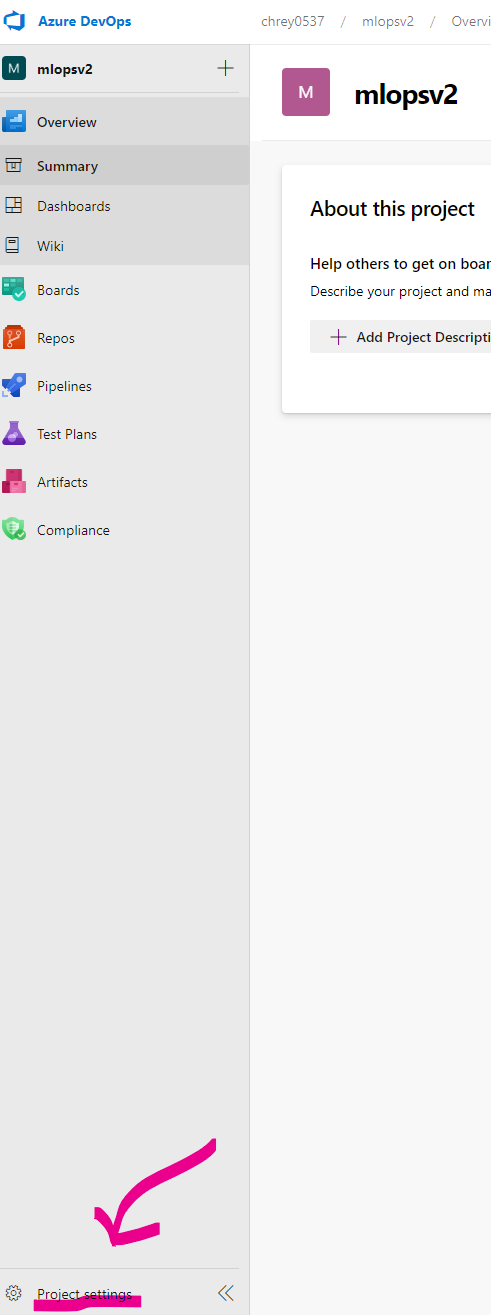 Azure DevOps
chrey0537 / mlopsv2 / Overvi
M mlopsv2
Overview
Summary
Dashboards
Wiki
Boards
Repos
Pipelines
Test Plans
Artifacts
Compliance
Project settings
M mlopsv2
About this project
Help others to get on boar
Describe your project and ma
Add Project Descripti